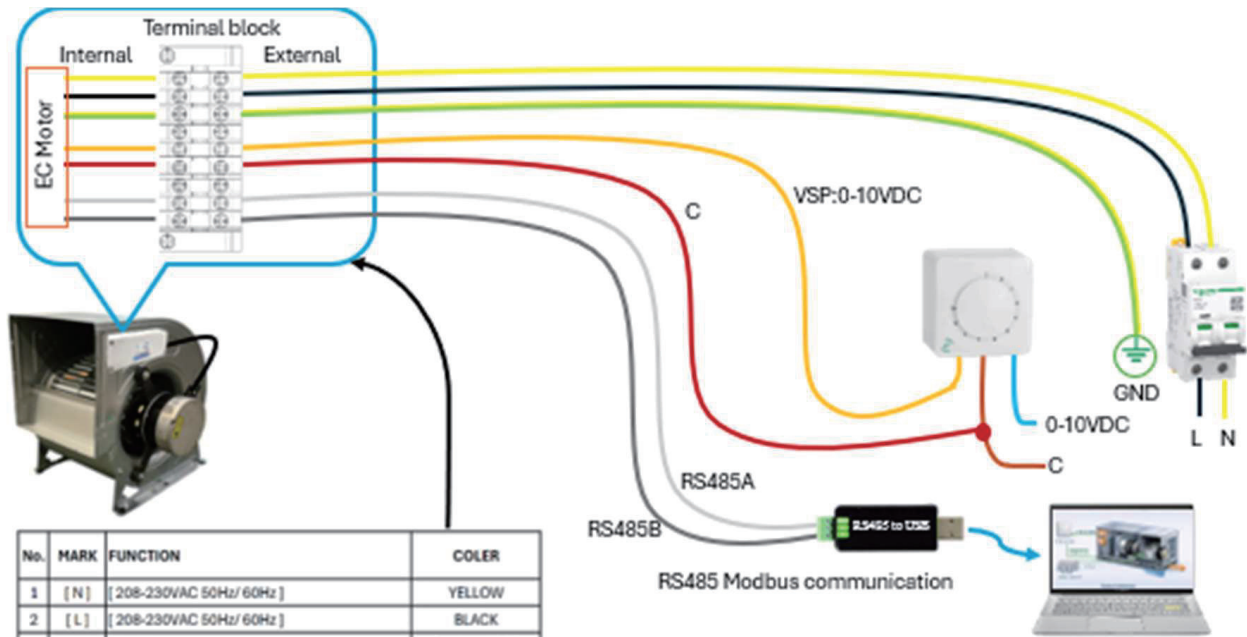 Terminal block
Internal
External
EC Motor
C
VSP:0-10VDC
GND
L N
0-10VDC
C
RS485A
RS485B
RS485 to USB
RS485 Modbus communication
No. MARK FUNCTION COLER
1 [ N ] [ 208-230VAC 50Hz/ 60Hz ] YELLOW
2 [ L ] [ 208-230VAC 50Hz/ 60Hz ] BLACK